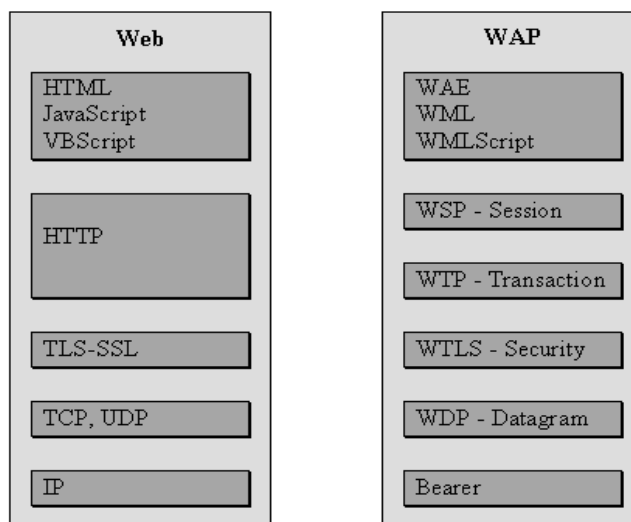 Web
HTML
JavaScript
VBScript
HTTP
TLS-SSL
TCP, UDP
IP
WAP
WAE
WML
WMLScript
WSP - Session
WTP - Transaction
WTLS - Security
WDP - Datagram
Bearer